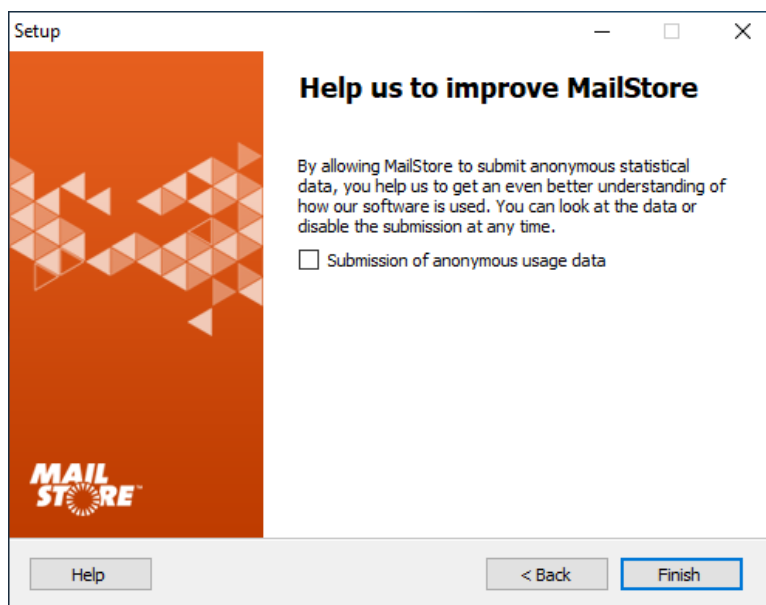 Setup
Help us to improve MailStore
By allowing MailStore to submit anonymous statistical
data, you help us to get an even better understanding of
how our software is used. You can look at the data or
disable the submission at any time.
Submission of anonymous usage data
MAIL
STORE™
Help
< Back
Finish